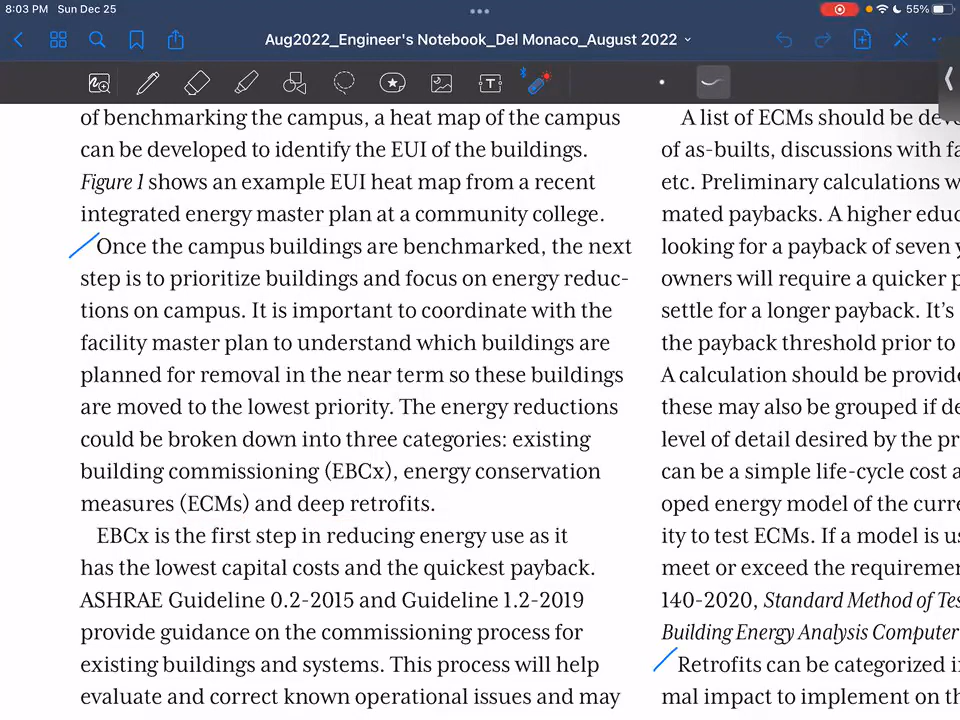 8:03 PM Sun Dec 25
55%
Aug2022_Engineer's Notebook_Del Monaco_August 2022
of benchmarking the campus, a heat map of the campus
can be developed to identify the EUI of the buildings.
Figure 1 shows an example EUI heat map from a recent
integrated energy master plan at a community college.
Once the campus buildings are benchmarked, the next
step is to prioritize buildings and focus on energy reduc-
tions on campus. It is important to coordinate with the
facility master plan to understand which buildings are
planned for removal in the near term so these buildings
are moved to the lowest priority. The energy reductions
could be broken down into three categories: existing
building commissioning (EBCx), energy conservation
measures (ECMs) and deep retrofits.
EBCx is the first step in reducing energy use as it
has the lowest capital costs and the quickest payback.
ASHRAE Guideline 0.2-2015 and Guideline 1.2-2019
provide guidance on the commissioning process for
existing buildings and systems. This process will help
evaluate and correct known operational issues and may
A list of ECMs should be
of as-builts, discussions with
etc. Preliminary calculations
mated paybacks. A higher
looking for a payback of seven
owners will require a quicker
settle for a longer payback. It's
the payback threshold prior to
A calculation should be
these may also be grouped if
level of detail desired by the
can be a simple life-cycle cost
oped energy model of the
ity to test ECMs. If a model is
meet or exceed the
140-2020, Standard Method of
Building Energy Analysis Computer
Retrofits can be categorized
mal impact to implement on